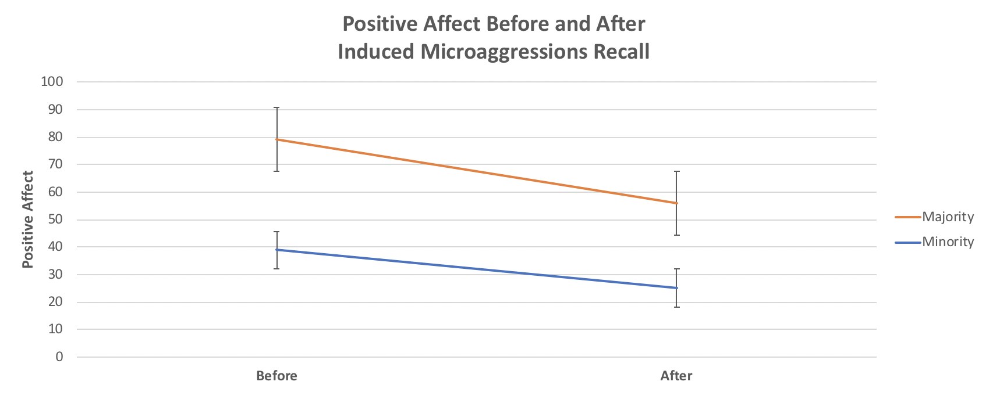 Positive Affect Before and After
Induced Microaggressions Recall
100
90
80
70
60
50
40
30
20
10
0
Positive Affect
Before
After
Majority
Minority